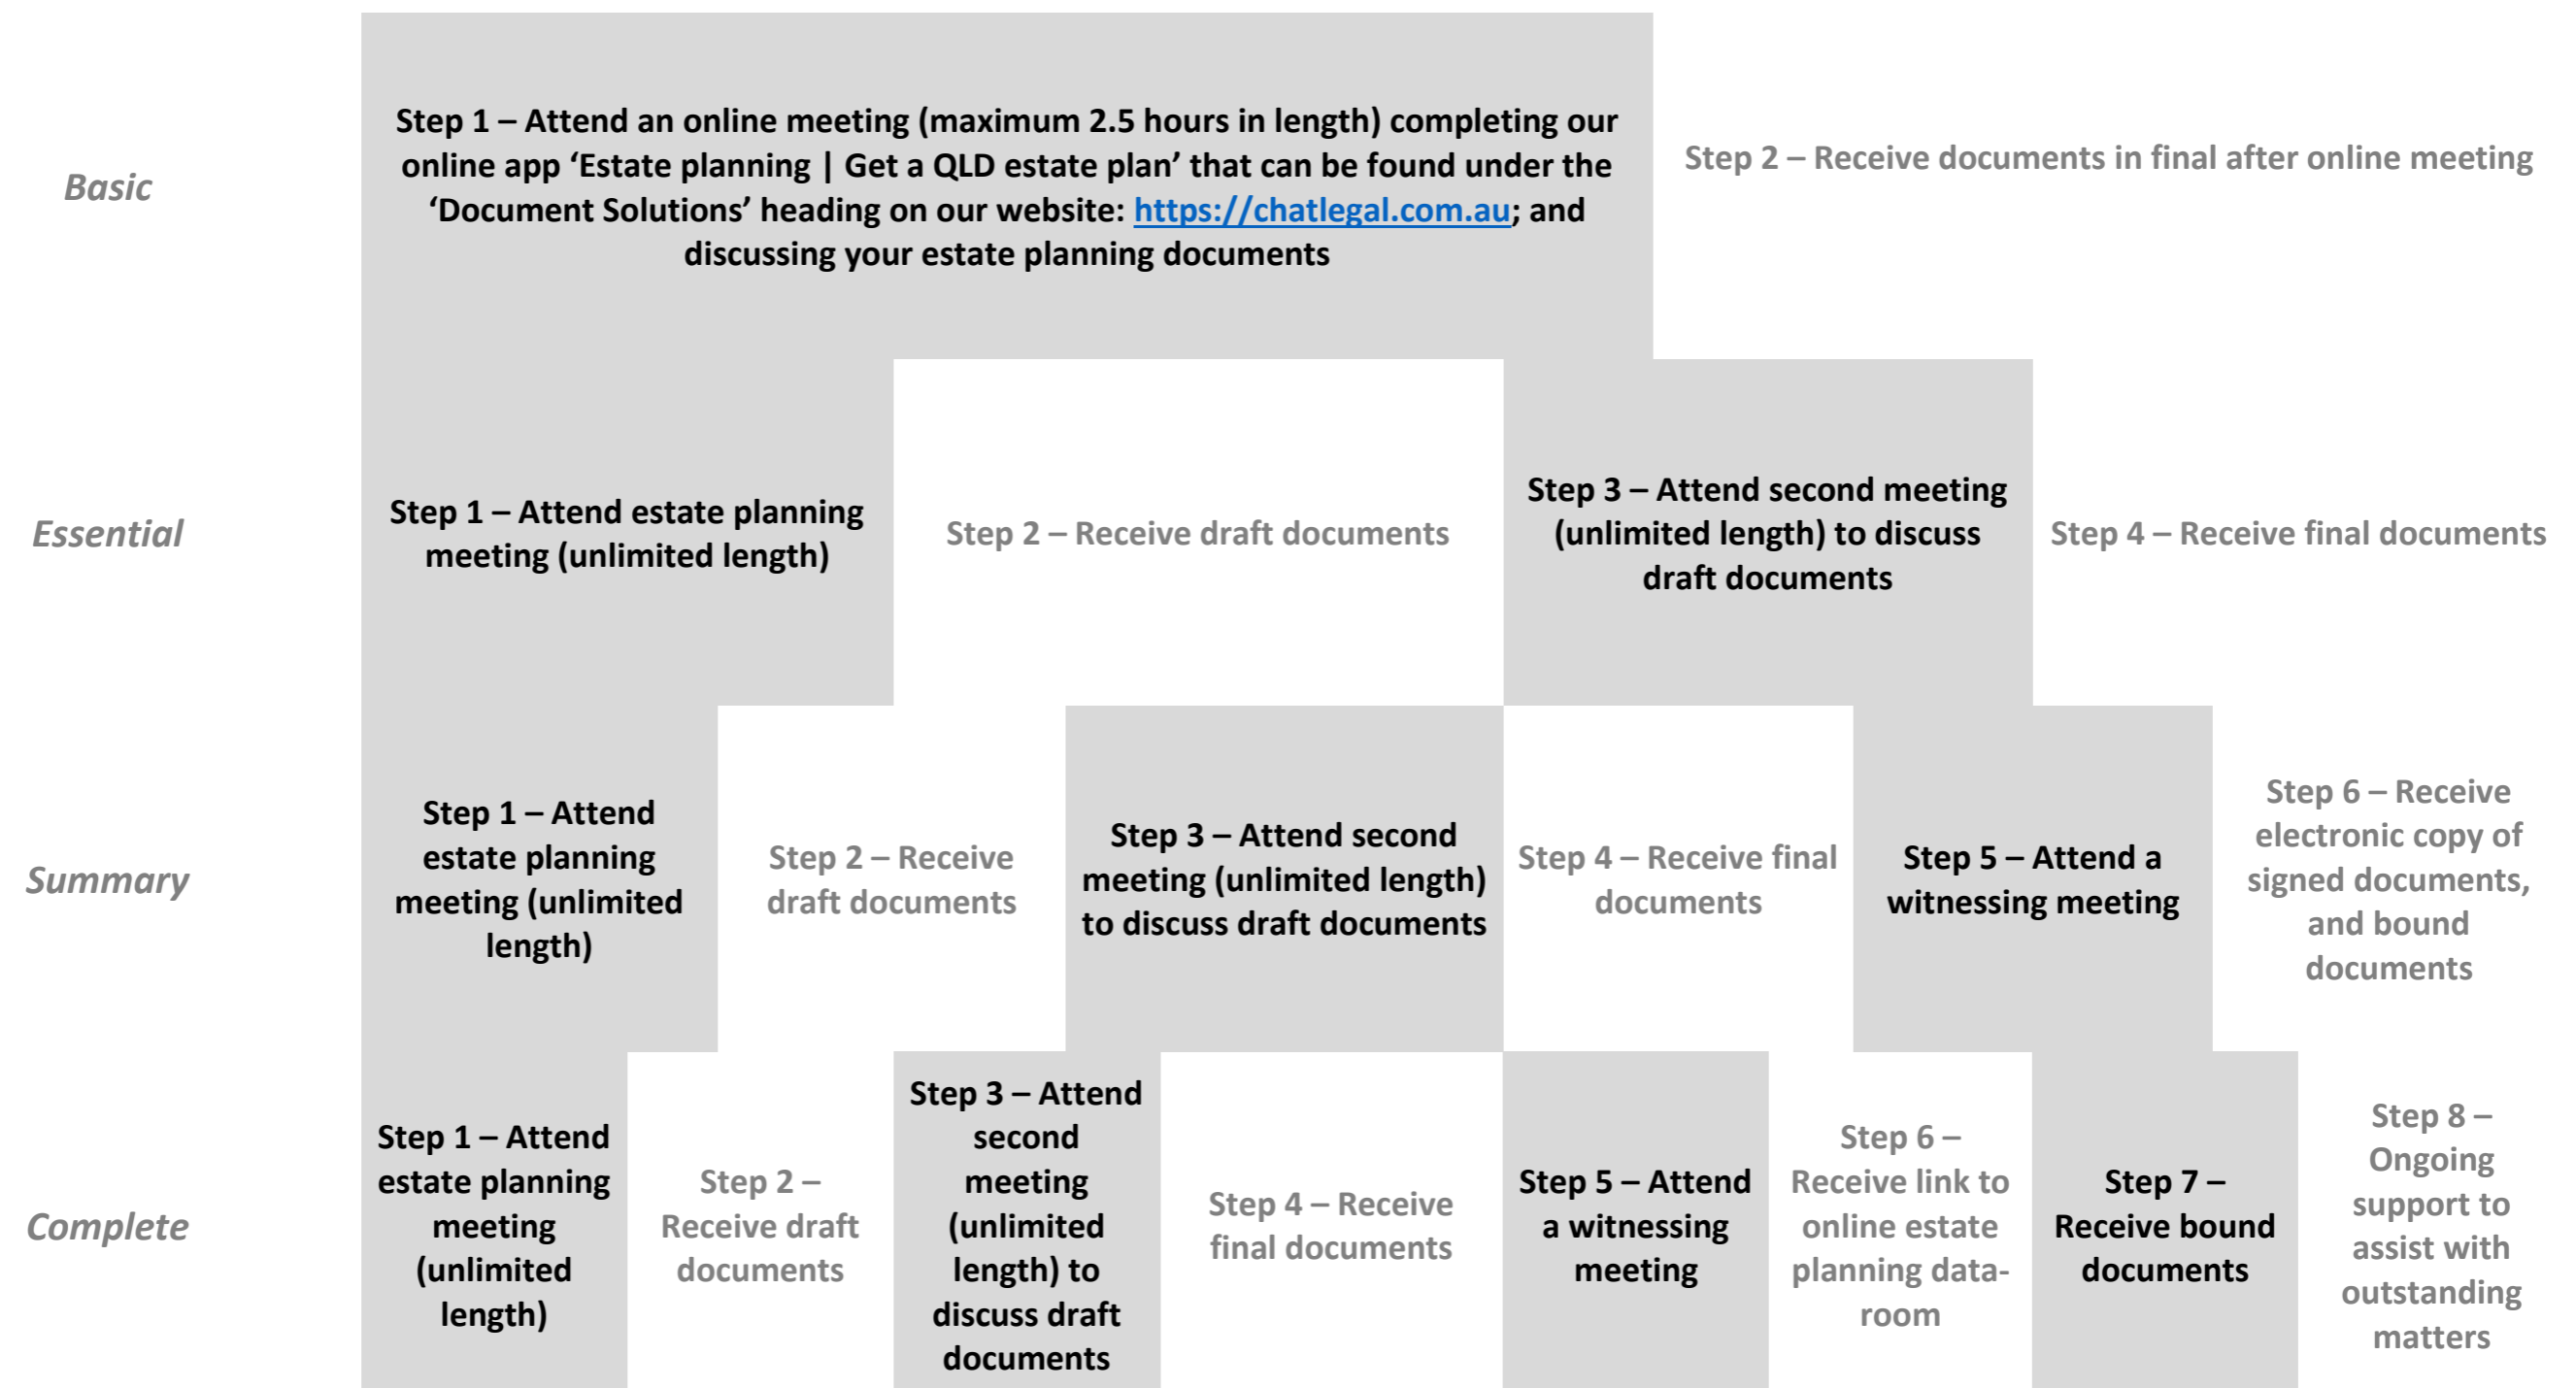 Basic
Step 1 – Attend an online meeting (maximum 2.5 hours in length) completing our
online app ‘Estate planning | Get a QLD estate plan’ that can be found under the
‘Document Solutions’ heading on our website: https://chatlegal.com.au; and
discussing your estate planning documents
Step 2 – Receive documents in final after online meeting
Essential
Step 1 – Attend estate planning
meeting (unlimited length)
Step 2 – Receive draft documents
Step 3 – Attend second meeting
(unlimited length) to discuss
draft documents
Step 4 – Receive final documents
Summary
Step 1 – Attend
estate planning
meeting (unlimited
length)
Step 2 – Receive
draft documents
Step 3 – Attend second
meeting (unlimited length)
to discuss draft documents
Step 4 – Receive final
documents
Step 5 – Attend a
witnessing meeting
Step 6 – Receive
electronic copy of
signed documents,
and bound
documents
Complete
Step 1 – Attend
estate planning
meeting
(unlimited
length)
Step 2 –
Receive draft
documents
Step 3 – Attend
second
meeting
(unlimited
length) to
discuss draft
documents
Step 4 – Receive
final documents
Step 5 – Attend
a witnessing
meeting
Step 6 –
Receive link to
online estate
planning data-
room
Step 7 –
Receive bound
documents
Step 8 –
Ongoing
support to
assist with
outstanding
matters